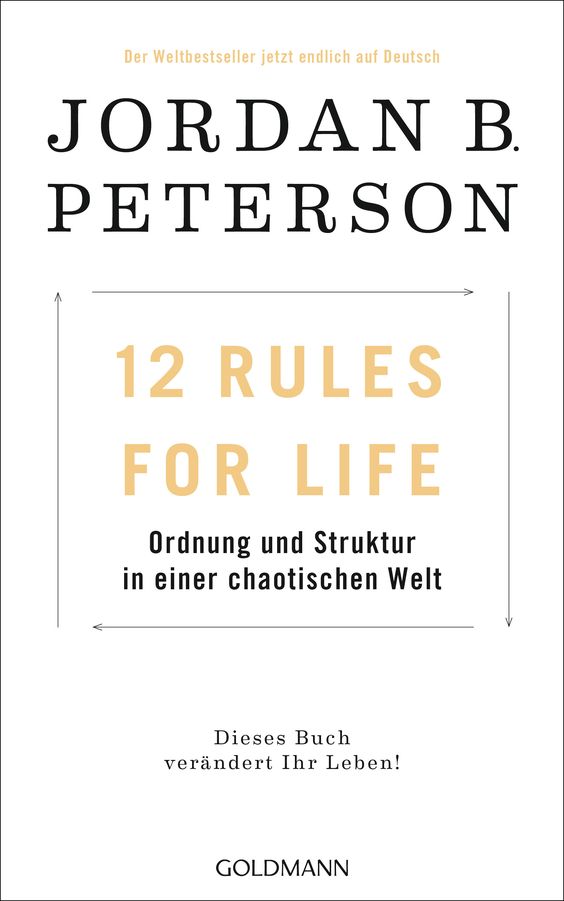 Der Weltbestseller jetzt endlich auf Deutsch
JORDAN B.
PETERSON
12 RULES
FOR LIFE
Ordnung und Struktur
in einer chaotischen Welt
Dieses Buch
verändert Ihr Leben!
GOLDMANN